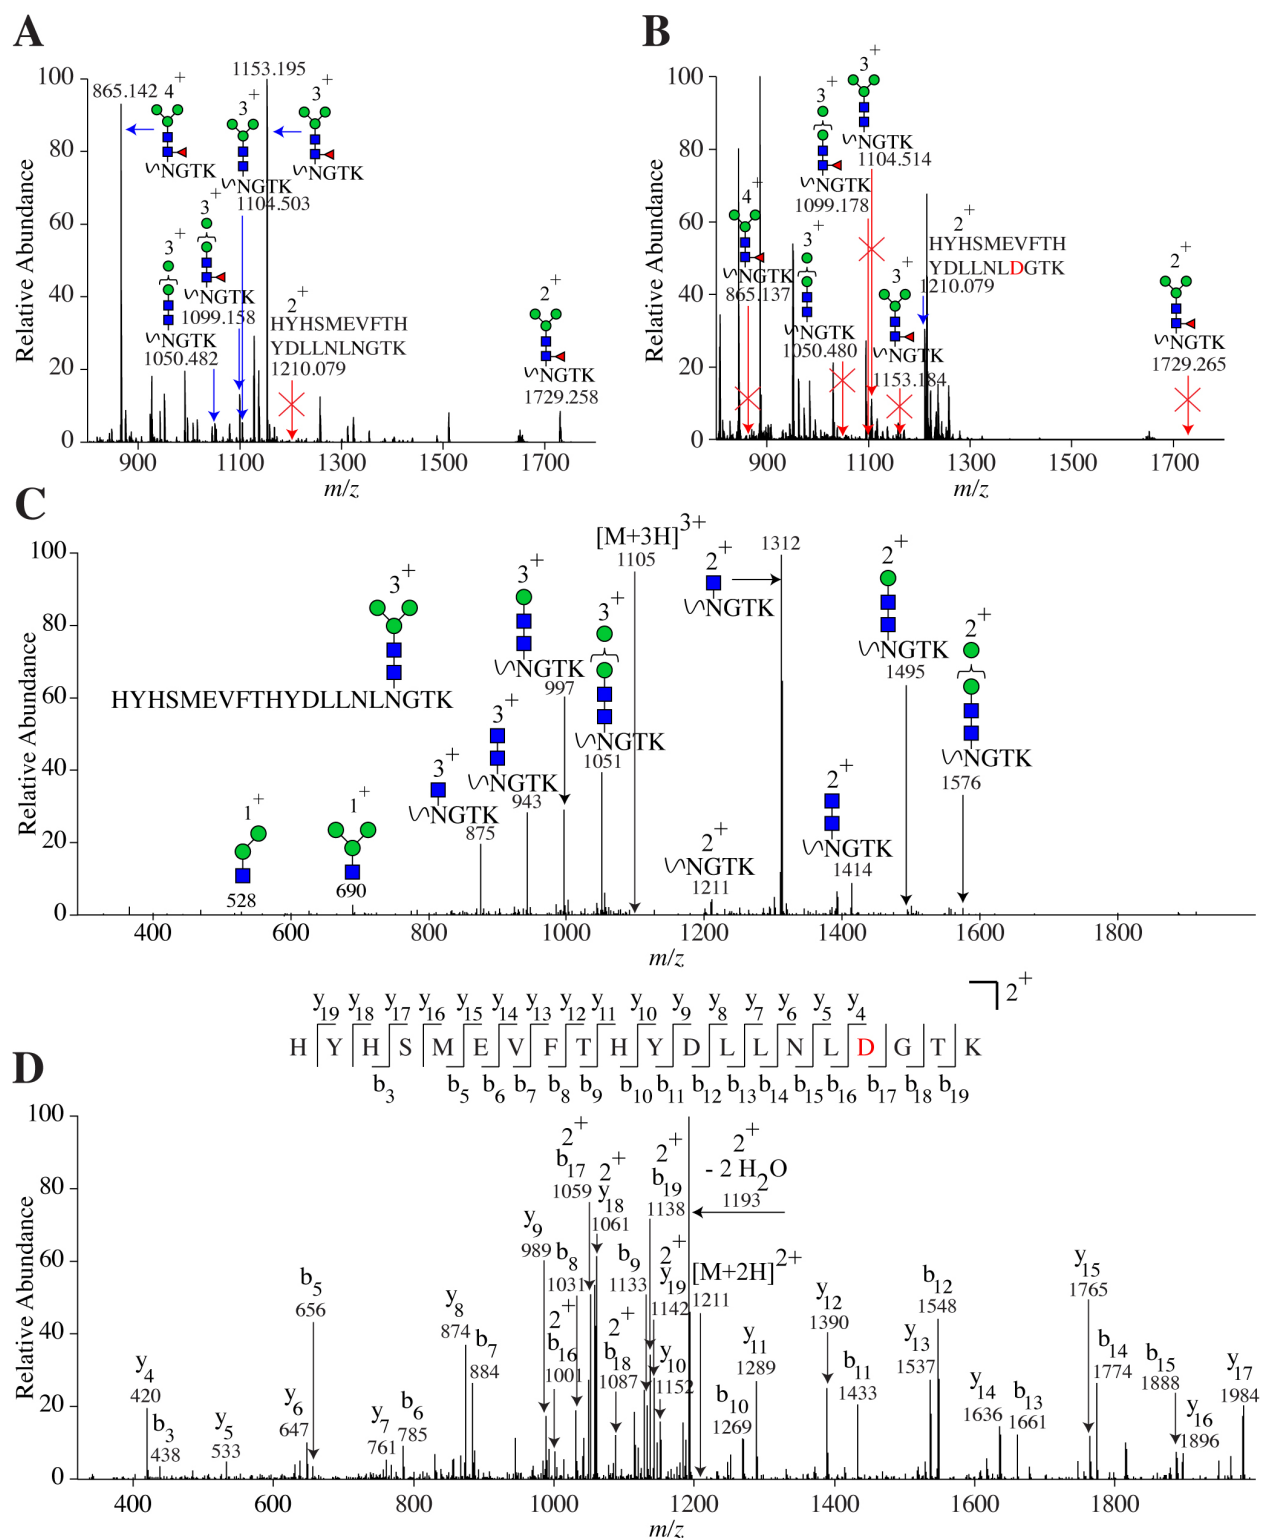 A
Relative Abundance
100
80
60
40
20
0
865.142
4+
NGTK
3+
NGTK
1104.503
1153.195
3+
NGTK
3+
NGTK
1099.158
3+
NGTK
1050.482
2+
HYHSMEVFTH
YDLLNLNGTK
1210.079
2+
NGTK
1729.258
900
1100
1300
1500
1700
m/z
B
Relative Abundance
100
80
60
40
20
0
4+
NGTK
865.137
3+
NGTK
1099.178
3+
NGTK
1104.514
3+
NGTK
1050.480
3+
NGTK
1153.184
2+
HYHSMEVFTH
YDLLNLDGTK
1210.079
2+
NGTK
1729.265
900
1100
1300
1500
1700
m/z
C
Relative Abundance
100
80
60
40
20
0
3+
HYHSMEVFTHYDLLNLNGTK
1+
528
1+
690
3+
NGTK
875
3+
NGTK
943
3+
NGTK
997
3+
NGTK
1051
[M+3H]3+
1105
2+
NGTK
1211
2+
NGTK
1312
2+
NGTK
1414
2+
NGTK
1495
2+
NGTK
1576
400
600
800
1000
1200
1400
1600
1800
m/z
D
y19 y18 y17 y16 y15 y14 y13 y12 y11 y10 y9 y8 y7 y6 y5 y4
2+
H Y H S M E V F T H Y D L L N L D G T K
b3 b5 b6 b7 b8 b9 b10 b11 b12 b13 b14 b15 b16 b17 b18 b19
Relative Abundance
100
80
60
40
20
0
y4
420
b3
438
y5
533
y6
647
b5
656
y7
761
b6
785
y8
874
b7
884
y9
989
2+
b16
1001
b8
1031
2+
b17
1059
2+
y18
1061
2+
b18
1087
b9
1133
2+
b19
1138
2+
y19
1142
y10
1152
2+
- 2 H2O
1193
[M+2H]2+
1211
b10
1269
y11
1289
y12
1390
b11
1433
y13
1537
b12
1548
y14
1636
b13
1661
y15
1765
b14
1774
b15
1888
y16
1896
y17
1984
400
600
800
1000
1200
1400
1600
1800
m/z